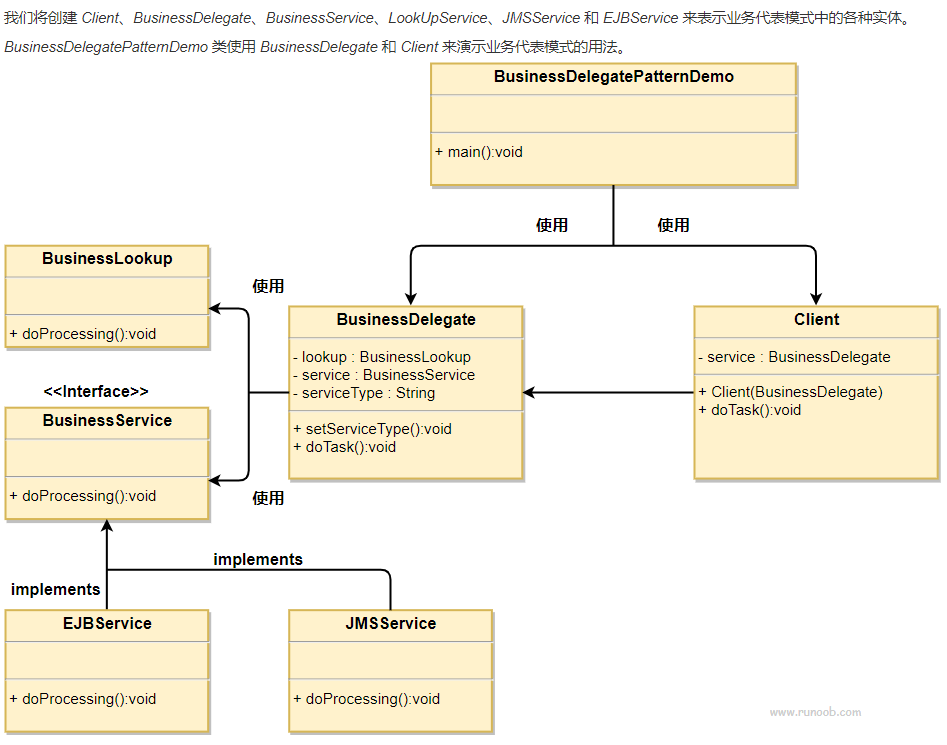 我们将创建 Client、BusinessDelegate、BusinessService、LookUpService、JMSService 和 EJBService 来表示业务代表模式中的各种实体。
BusinessDelegatePatternDemo 类使用 BusinessDelegate 和 Client 来演示业务代表模式的用法。
BusinessDelegatePatternDemo
+ main():void
使用
使用
BusinessLookup
+ doProcessing():void
使用
BusinessDelegate
- lookup : BusinessLookup
- service : BusinessService
- serviceType : String
+ setServiceType():void
+ doTask():void
Client
- service : BusinessDelegate
+ Client(BusinessDelegate)
+ doTask():void
<<Interface>>
BusinessService
+ doProcessing():void
使用
implements
implements
EJBService
+ doProcessing():void
JMSService
+ doProcessing():void
www.runoob.com